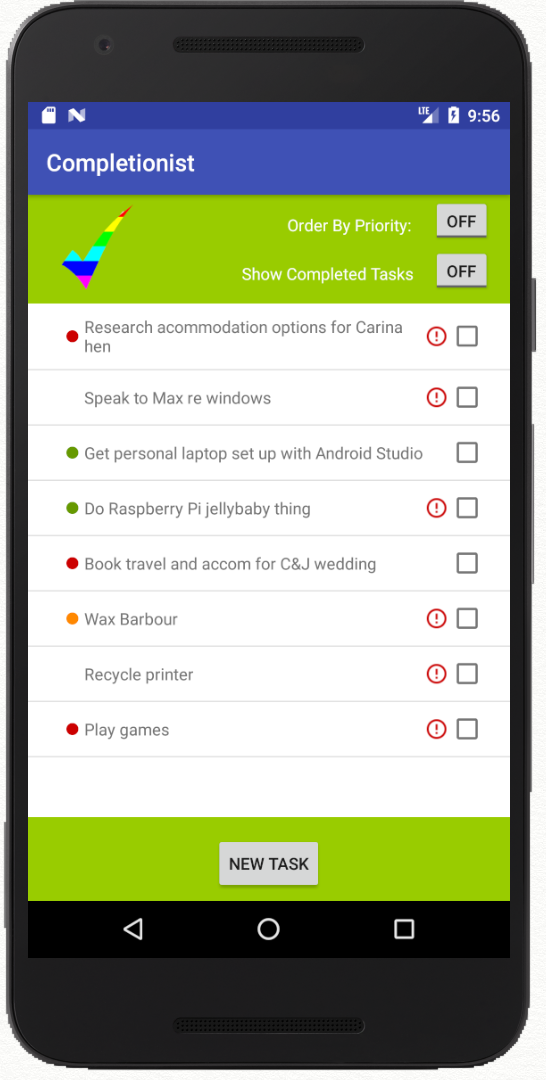 LTE 9:56
Completionist
Order By Priority: OFF
Show Completed Tasks OFF
Research acommodation options for Carina
hen
Speak to Max re windows
Get personal laptop set up with Android Studio
Do Raspberry Pi jellybaby thing
Book travel and accom for C&J wedding
Wax Barbour
Recycle printer
Play games
NEW TASK